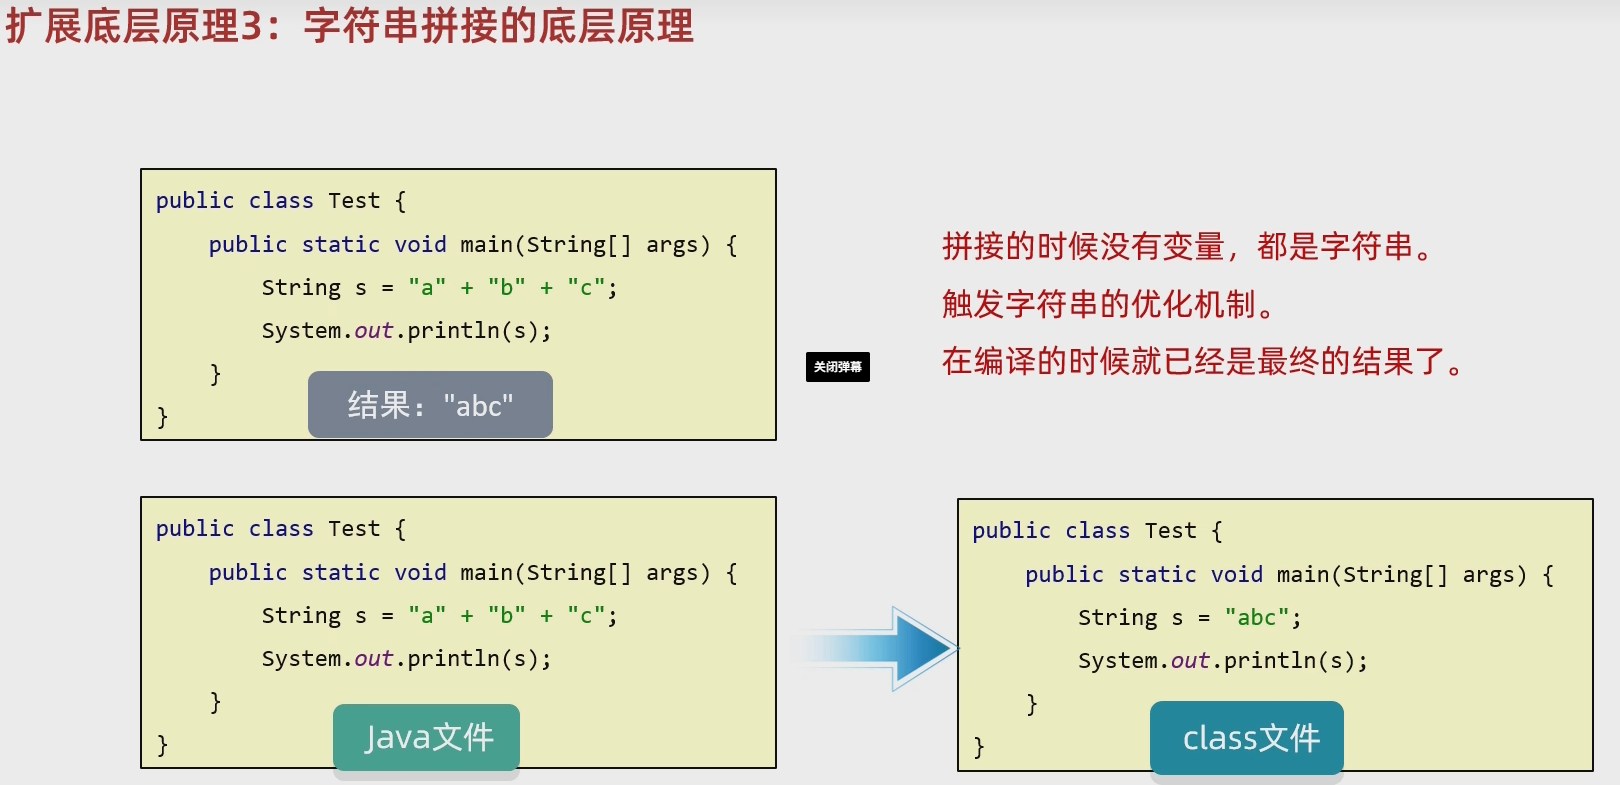 扩展底层原理3：字符串拼接的底层原理
public class Test {
public static void main(String[] args) {
String s = "a" + "b" + "c";
System.out.println(s);
}
}
结果："abc"
拼接的时候没有变量，都是字符串。
触发字符串的优化机制。
在编译的时候就已经是最终的结果了。
关闭弹幕
public class Test {
public static void main(String[] args) {
String s = "a" + "b" + "c";
System.out.println(s);
}
}
Java文件
public class Test {
public static void main(String[] args) {
String s = "abc";
System.out.println(s);
}
}
class文件